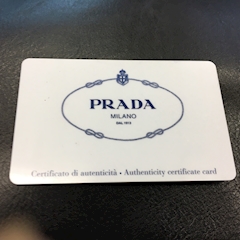 PRADA
MILANO
DAL 1913
Certificato di autenticità • Authenticity certificate card